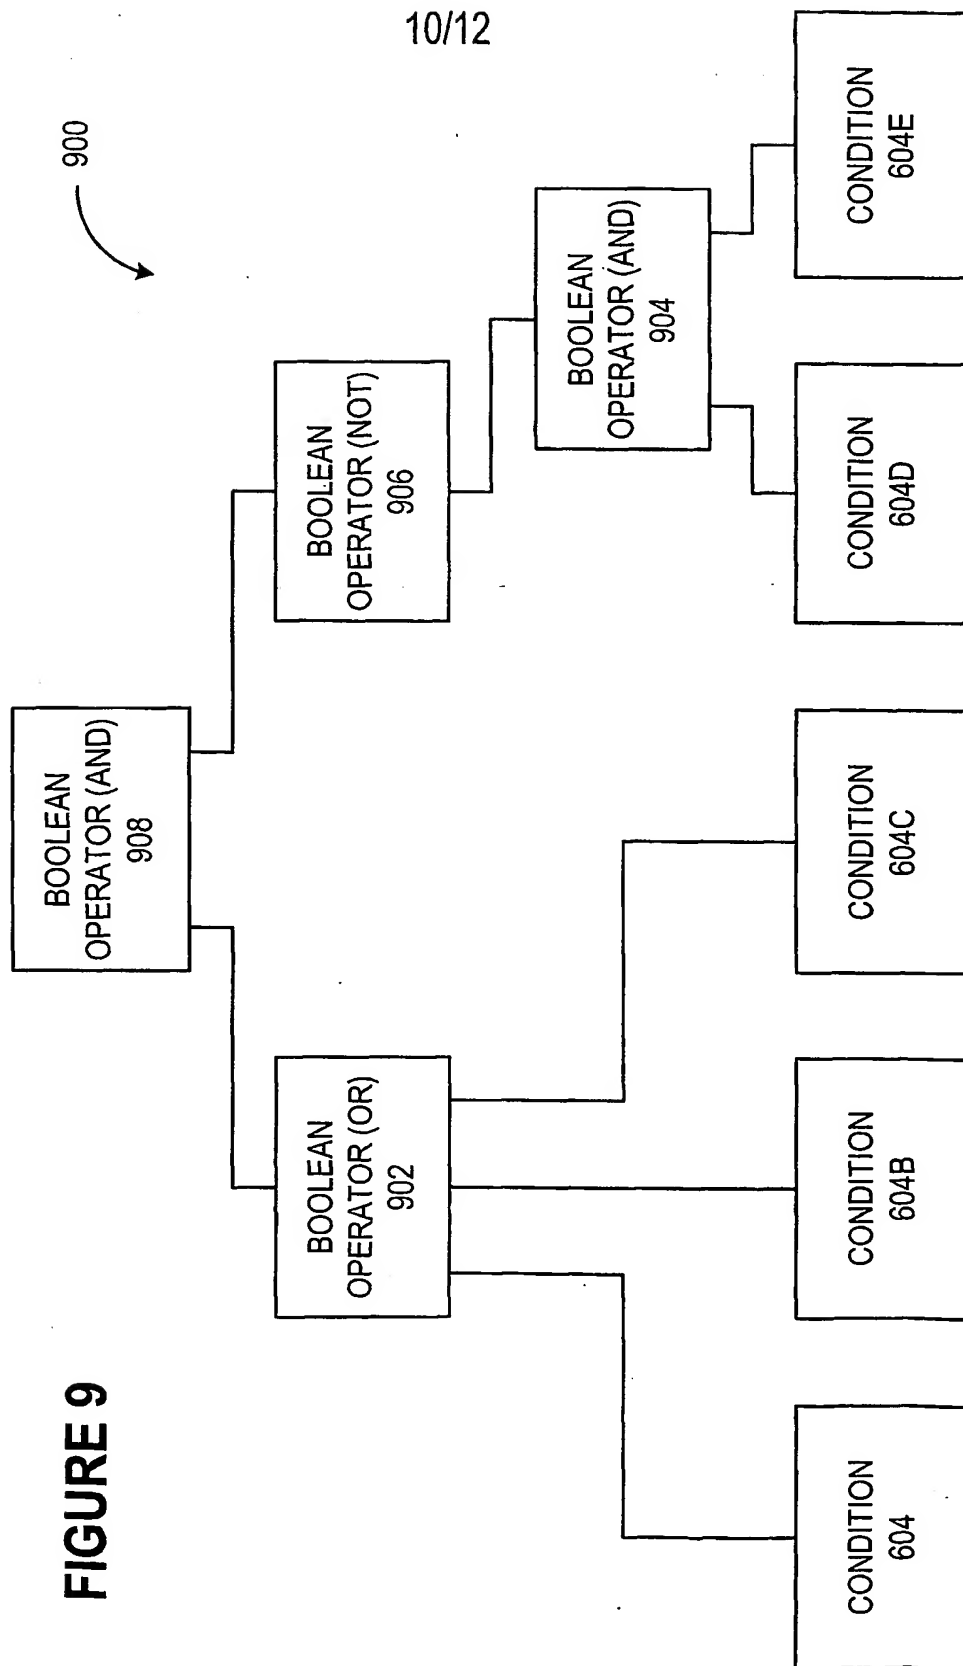 10/12
FIGURE 9
900
BOOLEAN
OPERATOR (AND)
908
BOOLEAN
OPERATOR (OR)
902
BOOLEAN
OPERATOR (NOT)
906
BOOLEAN
OPERATOR (AND)
904
CONDITION
604
CONDITION
604B
CONDITION
604C
CONDITION
604D
CONDITION
604E